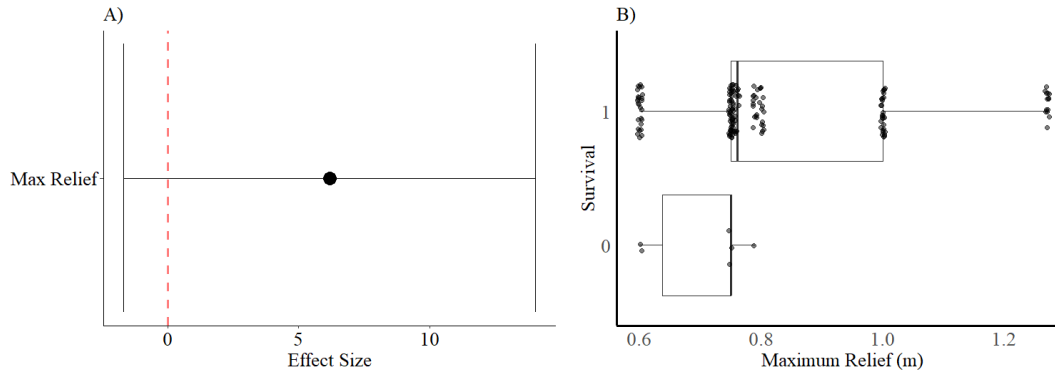 A)
Max Relief
0 5 10
Effect Size
B)
Survival
1
0
0.6 0.8 1.0 1.2
Maximum Relief (m)